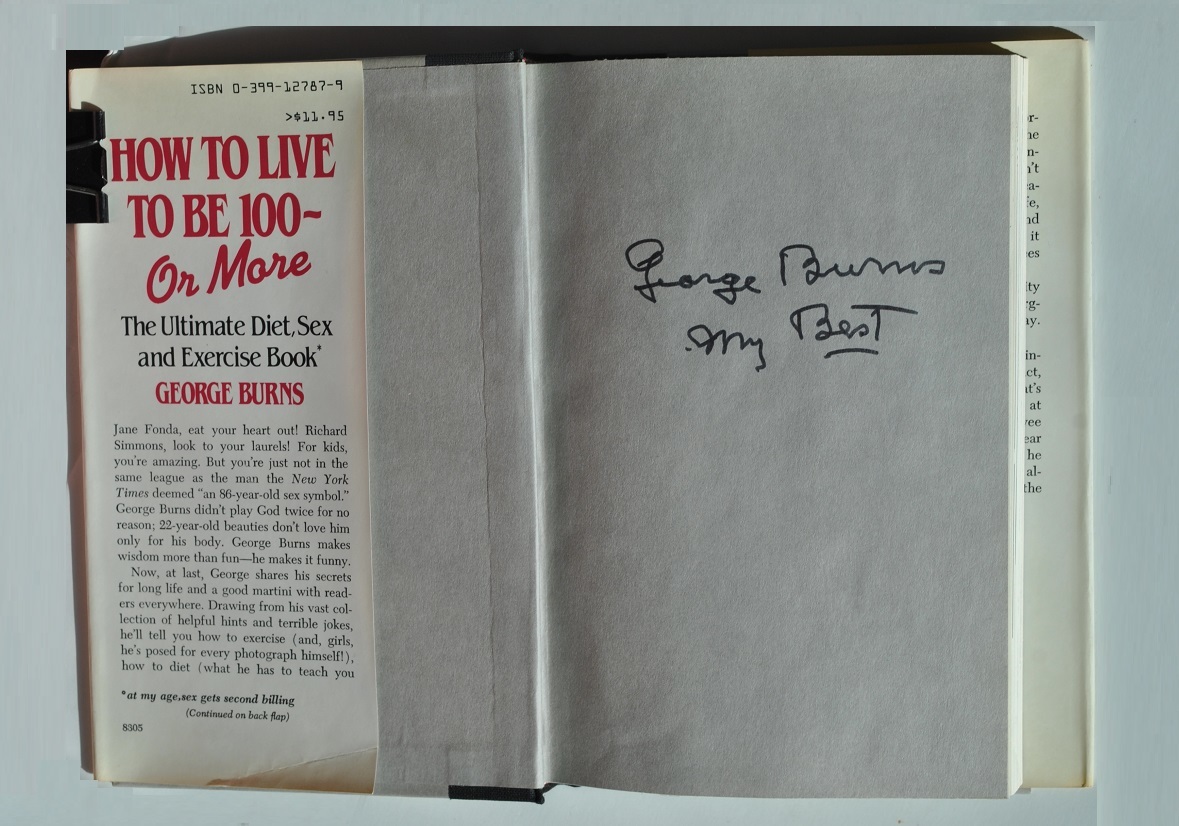 ISBN 0-399-12787-9
>$11.95
HOW TO LIVE
TO BE 100~
Or More
The Ultimate Diet, Sex
and Exercise Book*
GEORGE BURNS
Jane Fonda, eat your heart out! Richard
Simmons, look to your laurels! For kids,
you're amazing. But you're just not in the
same league as the man the New York
Times deemed "an 86-year-old sex symbol."
George Burns didn't play God twice for no
reason; 22-year-old beauties don't love him
only for his body. George Burns makes
wisdom more than fun—he makes it funny.
Now, at last, George shares his secrets
for long life and a good martini with read-
ers everywhere. Drawing from his vast col-
lection of helpful hints and terrible jokes,
he'll tell you how to exercise (and, girls,
he's posed for every photograph himself!),
how to diet (what he has to teach you
*at my age, sex gets second billing
(Continued on back flap)
8305
George Burns
My Best
it
at
he
the